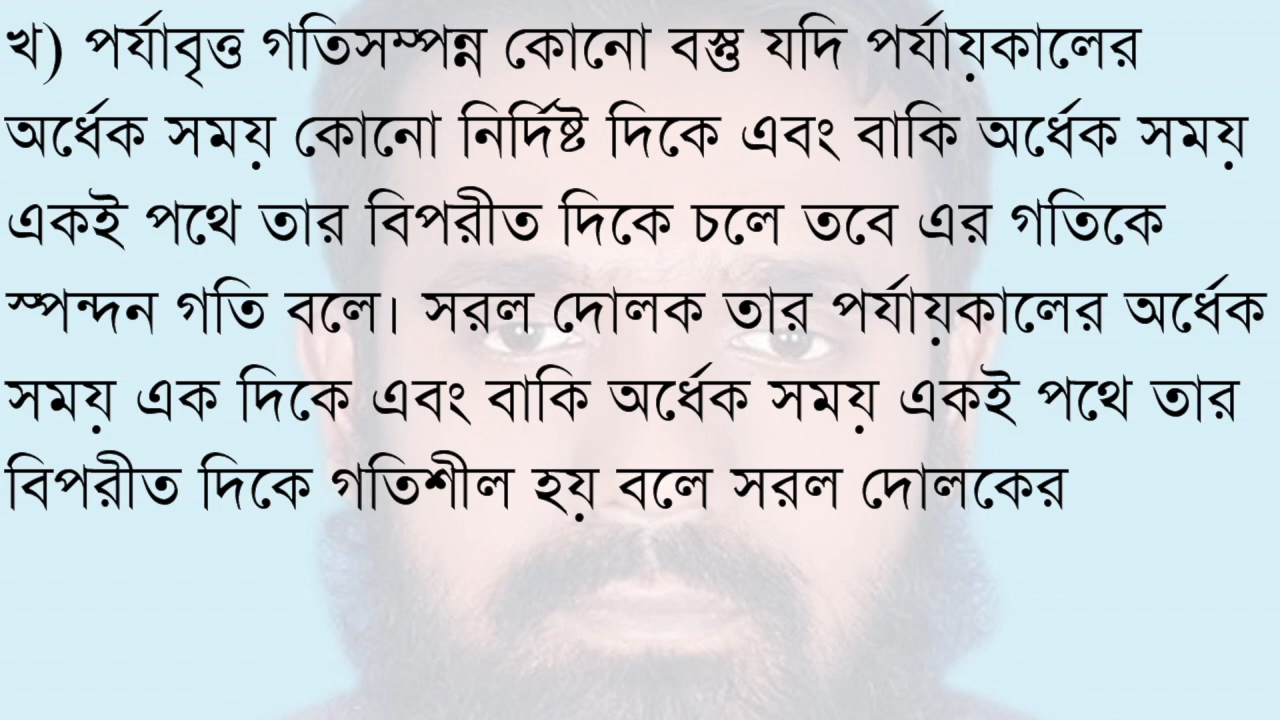 খ) পর্যাবৃত্ত গতিসম্পন্ন কোনো বস্তু যদি পর্যায়কালের
অর্ধেক সময় কোনো নির্দিষ্ট দিকে এবং বাকি অর্ধেক সময়
একই পথে তার বিপরীত দিকে চলে তবে এর গতিকে
স্পন্দন গতি বলে। সরল দোলক তার পর্যায়কালের অর্ধেক
সময় এক দিকে এবং বাকি অর্ধেক সময় একই পথে তার
বিপরীত দিকে গতিশীল হয় বলে সরল দোলকের